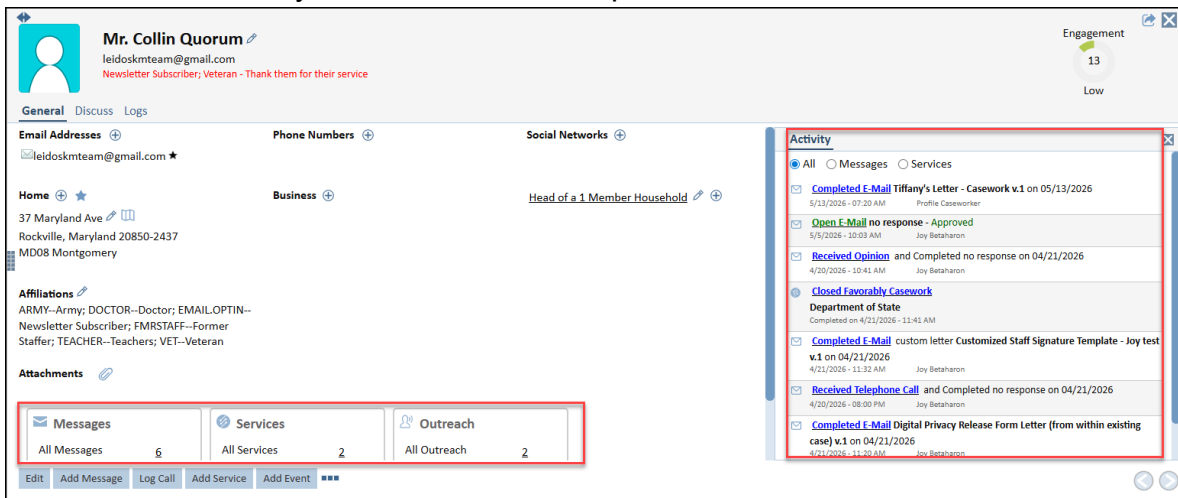 Mr. Collin Quorum
leidoskmteam@gmail.com
Newsletter Subscriber; Veteran - Thank them for their service
Engagement
13
Low
General Discuss Logs
Email Addresses
leidoskmteam@gmail.com
Phone Numbers
Social Networks
Home
37 Maryland Ave
Rockville, Maryland 20850-2437
MD08 Montgomery
Business
Head of a 1 Member Household
Affiliations
ARMY--Army; DOCTOR--Doctor; EMAIL.OPTIN--
Newsletter Subscriber; FMRSTAFF--Former
Staffer; TEACHER--Teachers; VET--Veteran
Attachments
Messages
All Messages 6
Services
All Services 2
Outreach
All Outreach 2
Edit Add Message Log Call Add Service Add Event
Activity
All Messages Services
Completed E-Mail Tiffany's Letter - Casework v.1 on 05/13/2026
5/13/2026 - 07:20 AM Profile Caseworker
Open E-Mail no response - Approved
5/5/2026 - 10:03 AM Joy Betaharon
Received Opinion and Completed no response on 04/21/2026
4/20/2026 - 10:41 AM Joy Betaharon
Closed Favorably Casework
Department of State
Completed on 4/21/2026 - 11:41 AM
Completed E-Mail custom letter Customized Staff Signature Template - Joy test
v.1 on 04/21/2026
4/21/2026 - 11:32 AM Joy Betaharon
Received Telephone Call and Completed no response on 04/21/2026
4/20/2026 - 08:00 PM Joy Betaharon
Completed E-Mail Digital Privacy Release Form Letter (from within existing
case) v.1 on 04/21/2026
4/21/2026 - 11:20 AM Joy Betaharon